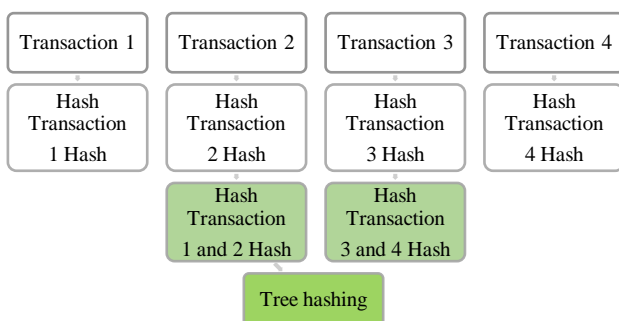 Transaction 1
Transaction 2
Transaction 3
Transaction 4
Hash
Transaction
1 Hash
Hash
Transaction
2 Hash
Hash
Transaction
3 Hash
Hash
Transaction
4 Hash
Hash
Transaction
1 and 2 Hash
Hash
Transaction
3 and 4 Hash
Tree hashing